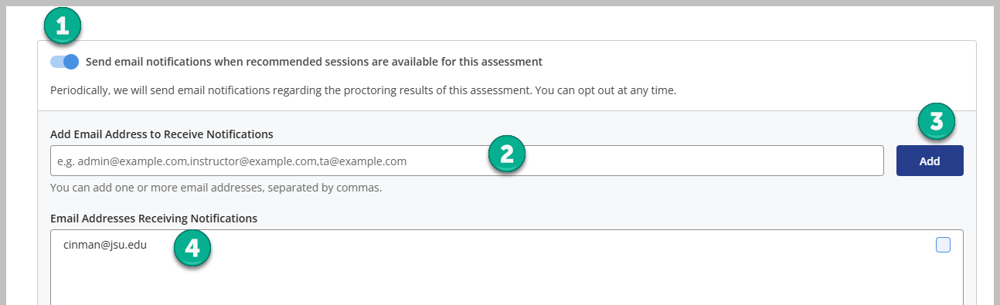 1
Send email notifications when recommended sessions are available for this assessment
Periodically, we will send email notifications regarding the proctoring results of this assessment. You can opt out at any time.
3
Add Email Address to Receive Notifications
2
e.g. admin@example.com,instructor@example.com,ta@example.com
Add
You can add one or more email addresses, separated by commas.
Email Addresses Receiving Notifications
cinman@jsu.edu
4